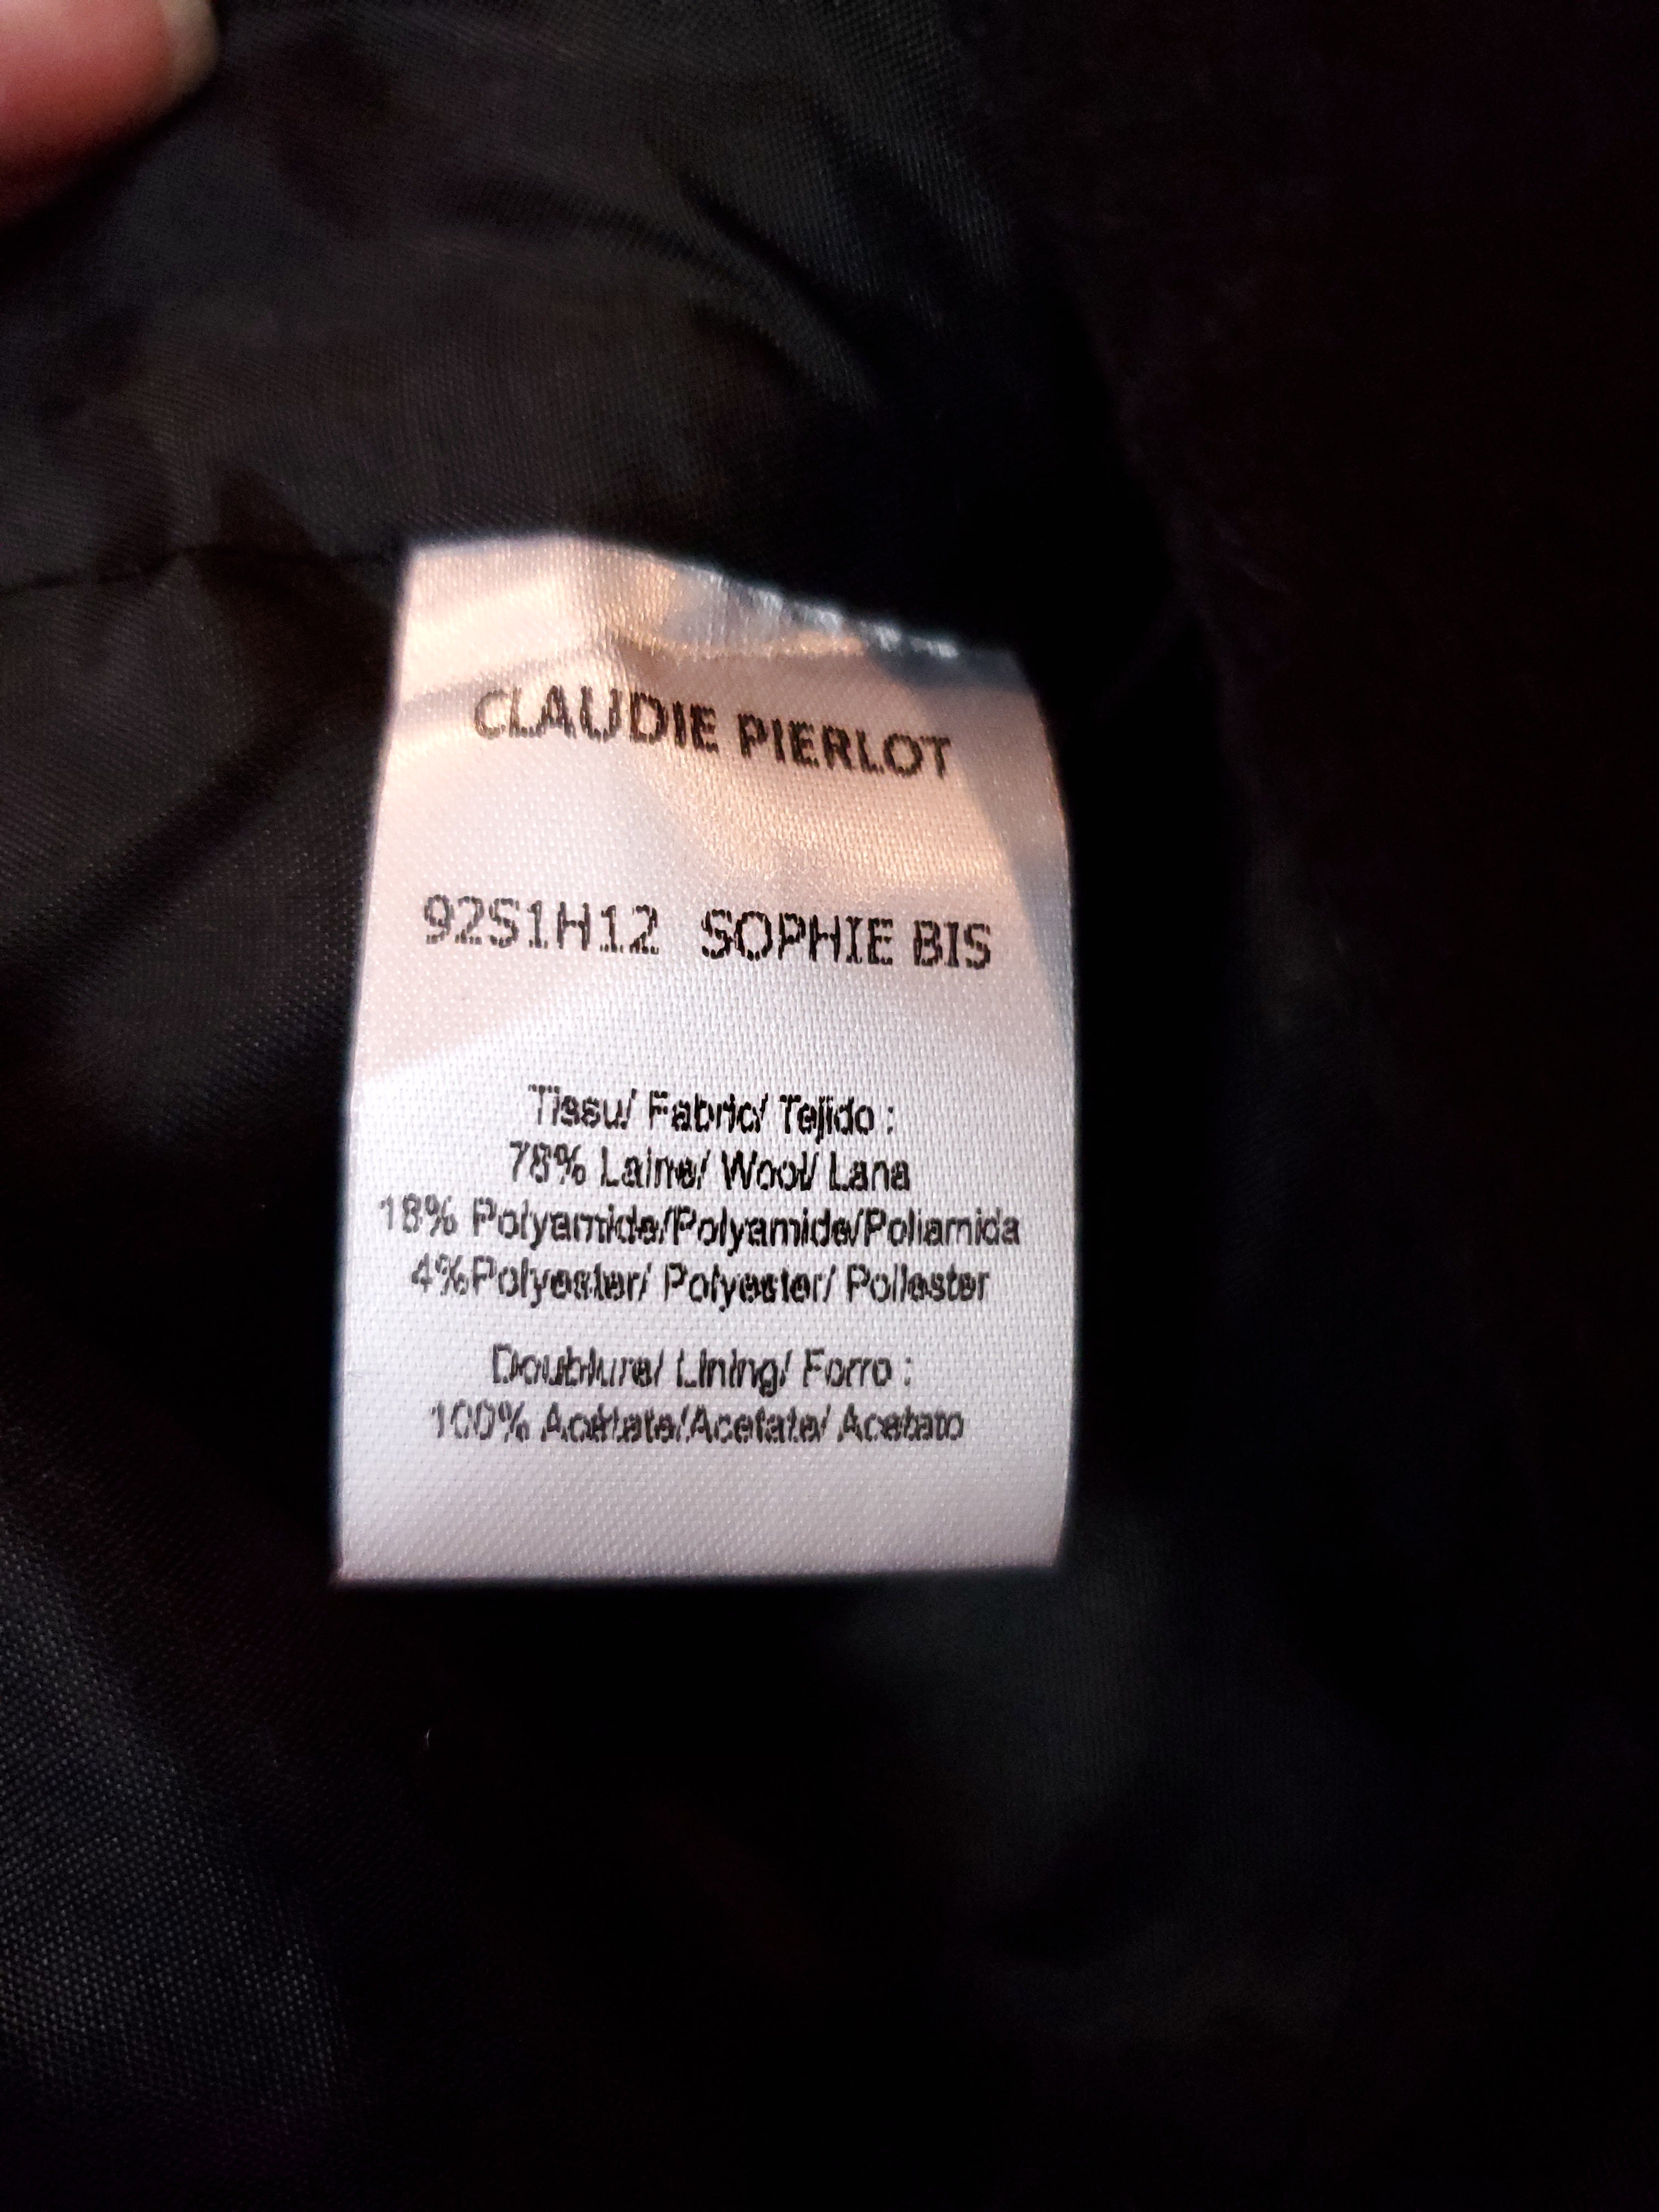 CLAUDIE PIERLOT
92S1H12 SOPHIE BIS
Tissu/ Fabric/ Tejido :
78% Laine/ Wool/ Lana
18% Polyamide/Polyamide/Poliamida
4%Polyester/ Polyester/ Poliester
Doublure/ Lining/ Forro :
100% Acétate/Acetate/ Acetato